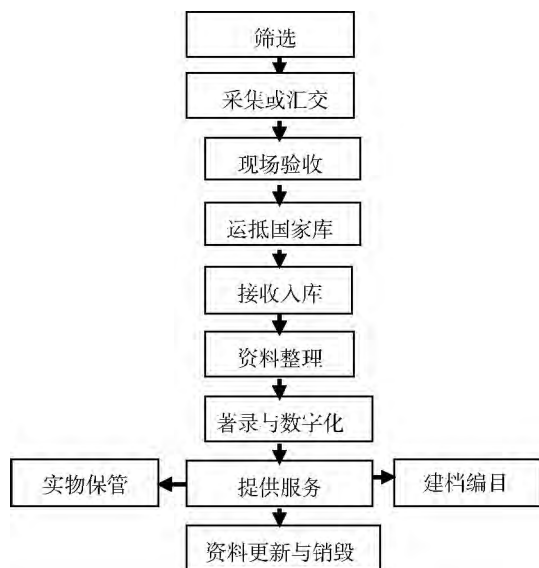 筛选
采集或汇交
现场验收
运抵国家库
接收入库
资料整理
著录与数字化
实物保管
提供服务
建档编目
资料更新与销毁